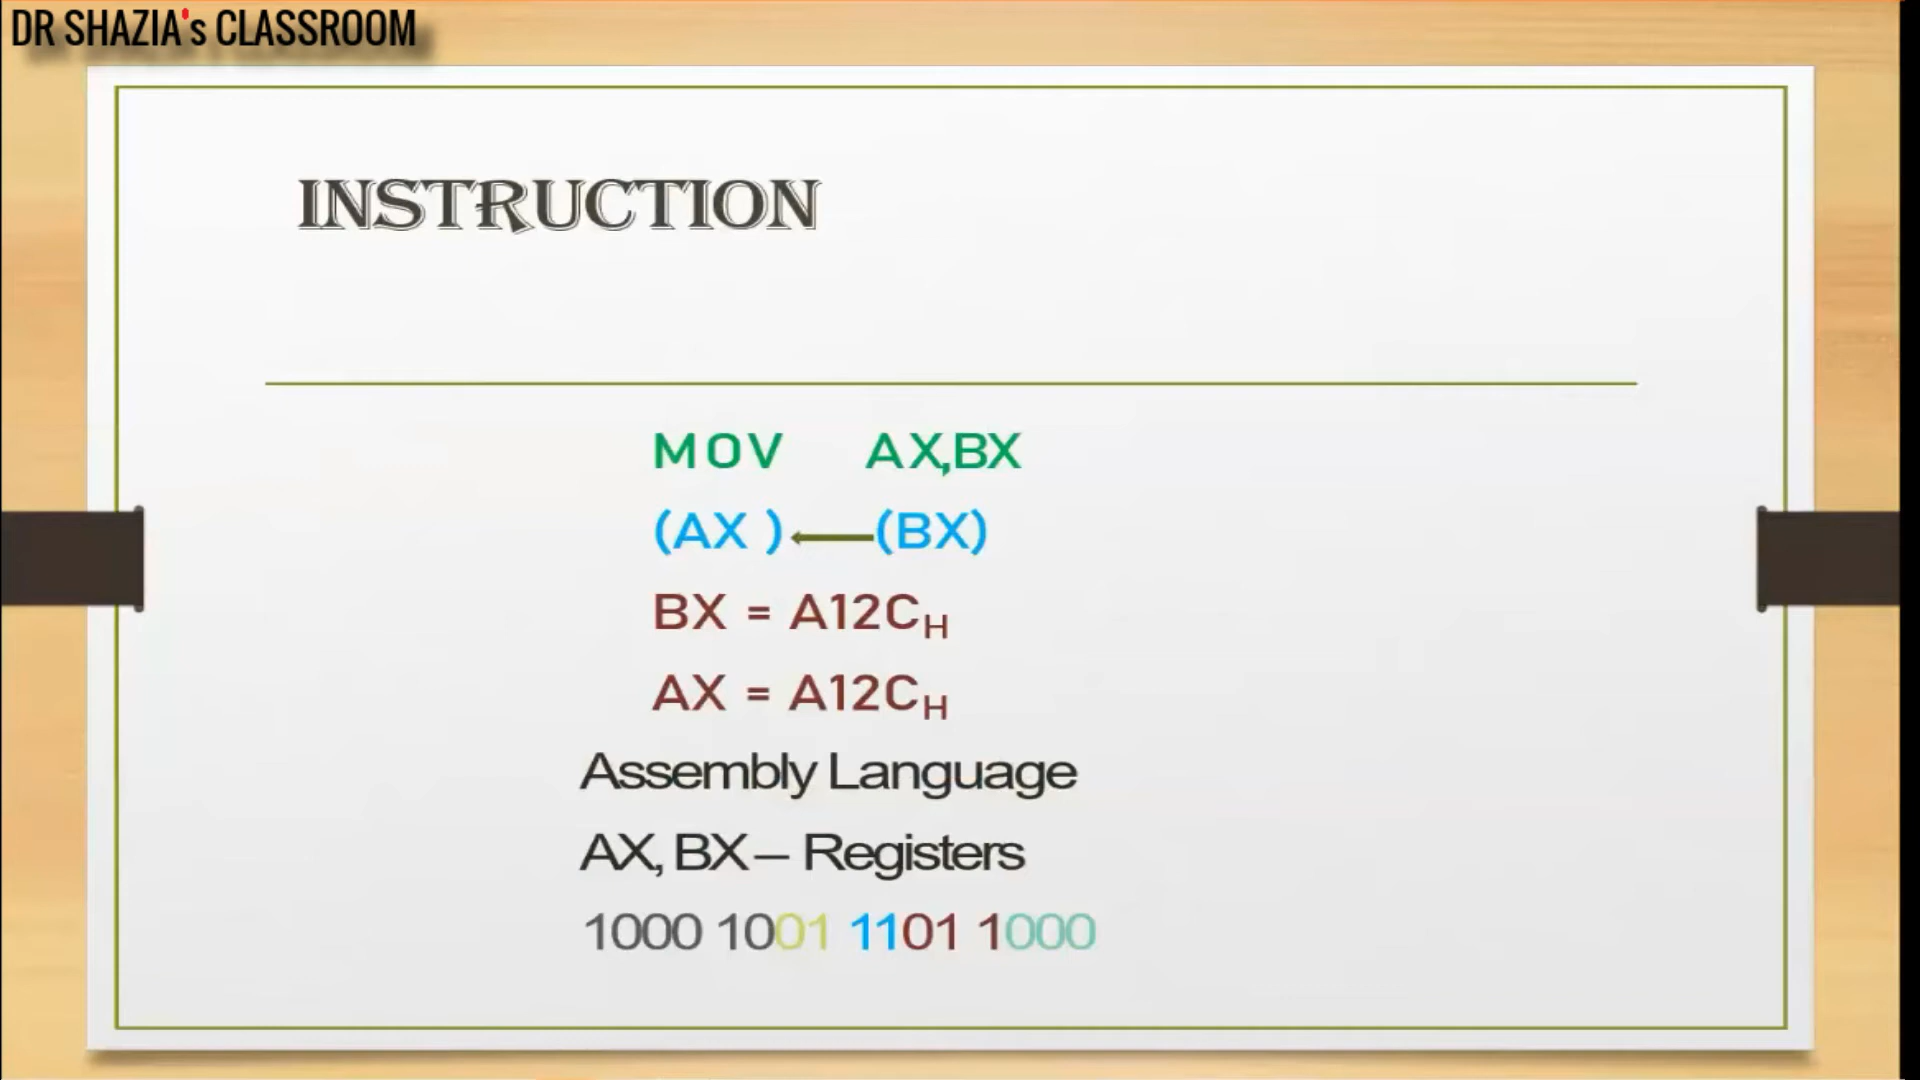 DR SHAZIA's CLASSROOM
INSTRUCTION
MOV AX,BX
(AX ) ← (BX)
BX = A12CH
AX = A12CH
Assembly Language
AX, BX – Registers
1000 1001 1101 1000